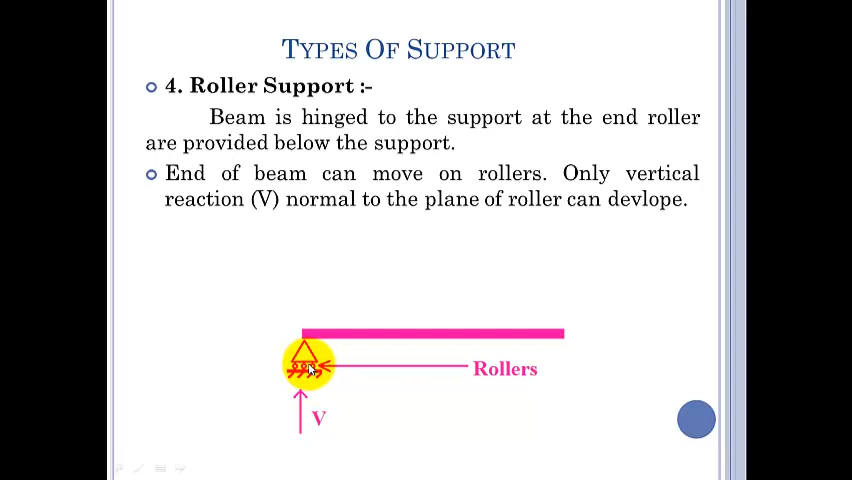 TYPES OF SUPPORT
4. Roller Support :-
Beam is hinged to the support at the end roller
are provided below the support.
End of beam can move on rollers. Only vertical
reaction (V) normal to the plane of roller can devlope.
Rollers
V